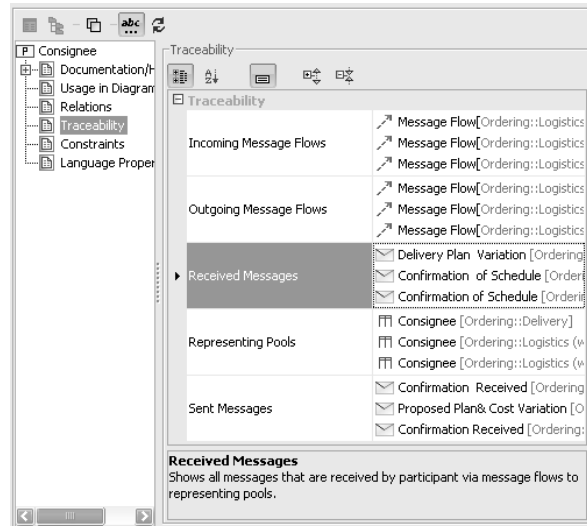 abc
P Consignee
Documentation/H
Usage in Diagram
Relations
Traceability
Constraints
Language Proper
Traceability
Traceability
Incoming Message Flows
Message Flow[Ordering::Logistics
Message Flow[Ordering::Logistics
Message Flow[Ordering::Logistics
Outgoing Message Flows
Message Flow[Ordering::Logistics
Message Flow[Ordering::Logistics
Message Flow[Ordering::Logistics
Received Messages
Delivery Plan Variation [Ordering
Confirmation of Schedule [Orderi
Confirmation of Schedule [Orderin
Representing Pools
Consignee [Ordering::Delivery]
Consignee [Ordering::Logistics (w
Consignee [Ordering::Logistics (w
Sent Messages
Confirmation Received [Ordering
Proposed Plan& Cost Variation [O
Confirmation Received [Ordering:
Received Messages
Shows all messages that are received by participant via message flows to
representing pools.